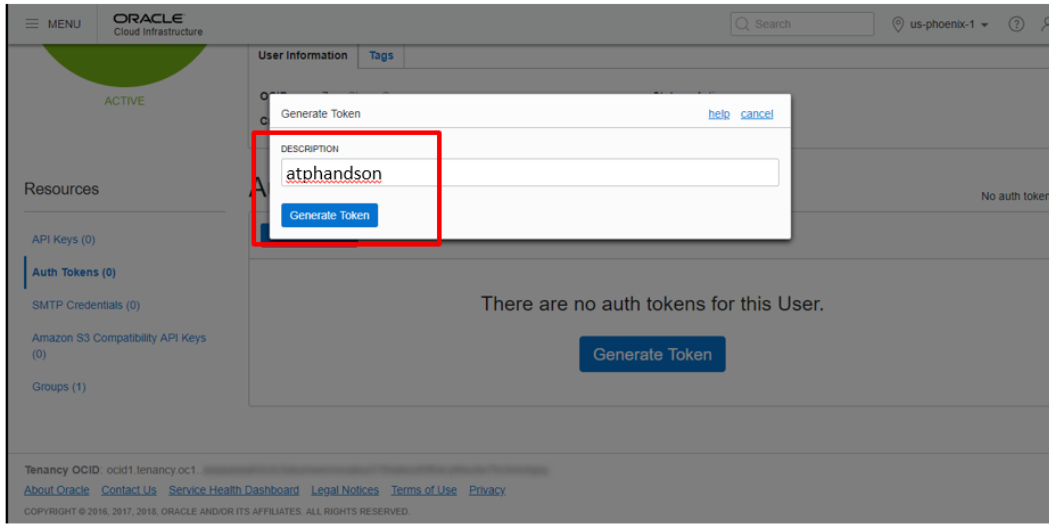 MENU
ORACLE
Cloud Infrastructure
Search
us-phoenix-1
User Information Tags
ACTIVE
Generate Token
help cancel
DESCRIPTION
atphandson
Generate Token
Resources
No auth token
API Keys (0)
Auth Tokens (0)
SMTP Credentials (0)
Amazon S3 Compatibility API Keys
(0)
Groups (1)
There are no auth tokens for this User.
Generate Token
Tenancy OCID: ocid1.tenancy.oc1..
About Oracle Contact Us Service Health Dashboard Legal Notices Terms of Use Privacy
COPYRIGHT © 2016, 2017, 2018, ORACLE AND/OR ITS AFFILIATES. ALL RIGHTS RESERVED.